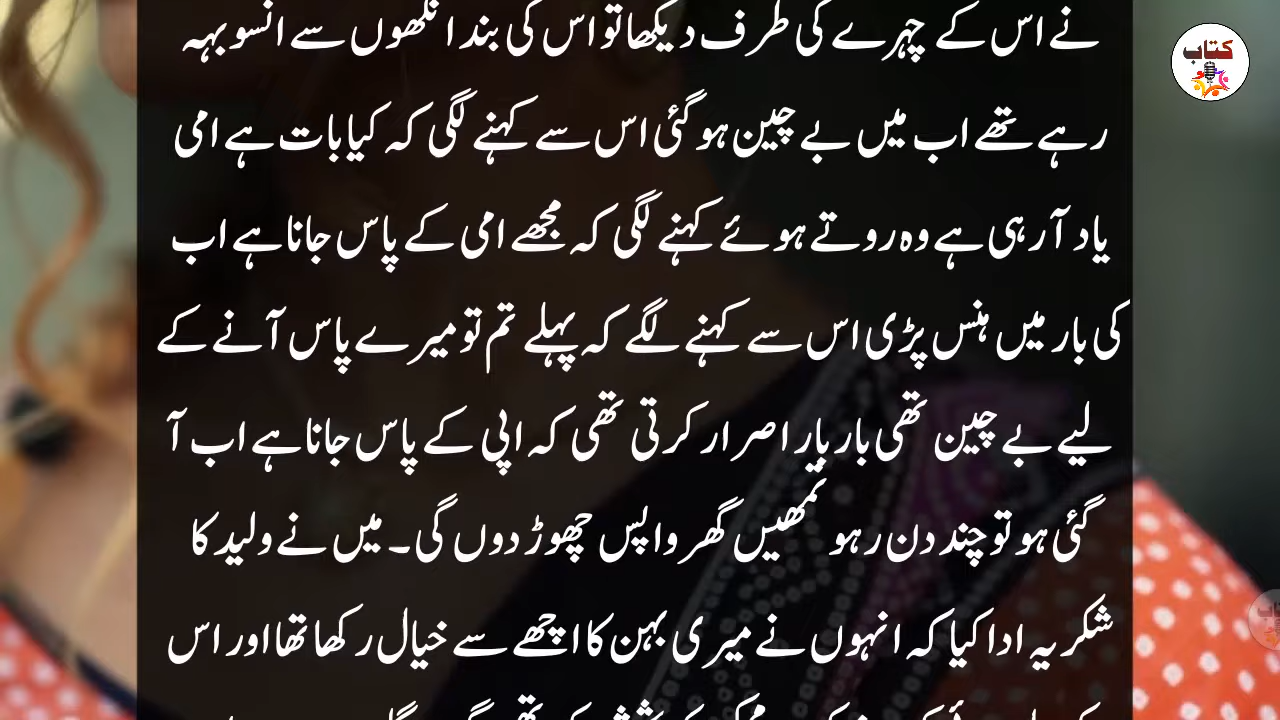 نے اس کے چہرے کی طرف دیکھا تو اس کی بند انکھوں سے انسو بہہ
رہے تھے اب میں بے چین ہو گئی اس سے کہنے لگی کہ کیا بات ہے امی
یاد آ رہی ہے وہ روتے ہوئے کہنے لگی کہ مجھے امی کے پاس جانا ہے اب
کی بار میں ہنس پڑی اس سے کہنے لگے کہ پہلے تم تو میرے پاس آنے کے
لیے بے چین تھی بار بار اصرار کرتی تھی کہ اپی کے پاس جانا ہے اب آ
گئی ہو تو چند دن رہو تمھیں گھر واپس چھوڑ دوں گی۔ میں نے ولید کا
شکریہ ادا کیا کہ انہوں نے میری بہن کا اچھے سے خیال رکھا تھا اور اس
کتاب